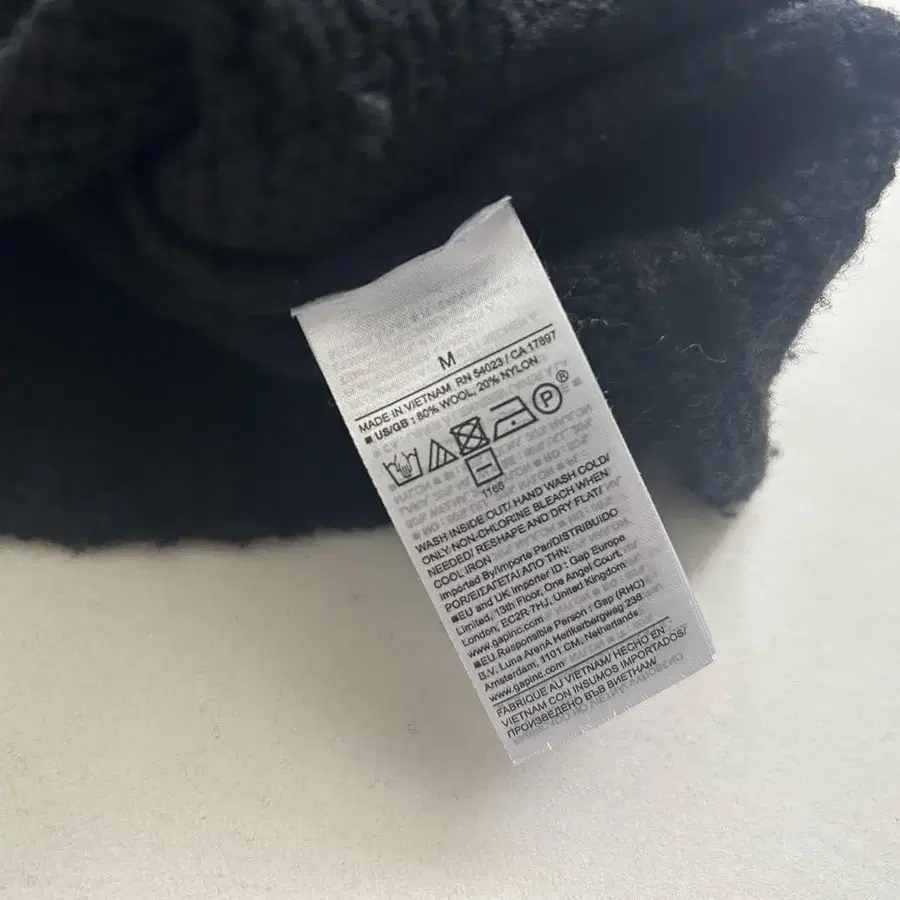 M
MADE IN VIETNAM RN 54023 / CA 17897
■ US/GB : 80% WOOL, 20% NYLON
P ®
1166
WASH INSIDE OUT/ HAND WASH COLD/
ONLY NON-CHLORINE BLEACH WHEN
NEEDED/ RESHAPE AND DRY FLAT/
COOL IRON
Imported By/Importe Par/DISTRIBUIDO
POR/ΕΙΣΑΓΕΤΑΙ ΑΠΟ ΤΗΝ:
■EU and UK Importer ID : Gap Europe
Limited, 13th Floor, One Angel Court,
London, EC2R 7HJ, United Kingdom
www.gapinc.com
■EU Responsible Person : Gap (RHC)
B.V. Luna ArenA Herikerbergweg 238
Amsterdam, 1101 CM, Netherlands
www.gapinc.com
FABRIQUE AU VIETNAM/ HECHO EN
VIETNAM CON INSUMOS IMPORTADOS/
ПРОИЗВЕДЕНО ВЪВ ВИЕТНАМ/